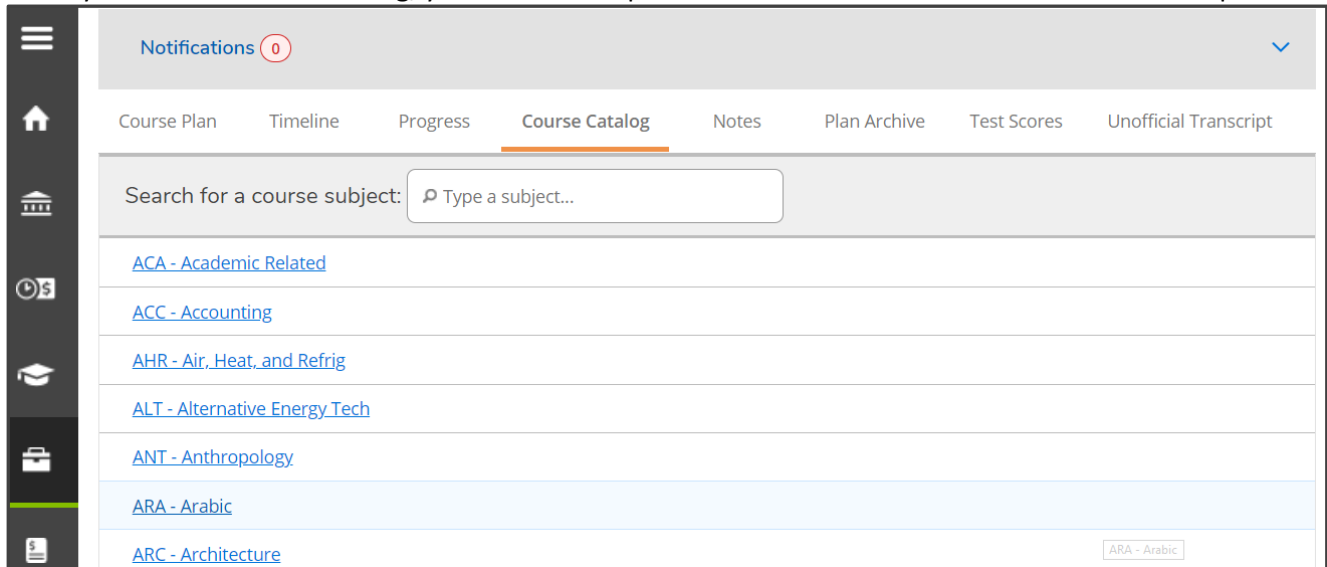 Notifications 0
Course Plan Timeline Progress Course Catalog Notes Plan Archive Test Scores Unofficial Transcript
Search for a course subject: Type a subject...
ACA - Academic Related
ACC - Accounting
AHR - Air, Heat, and Refrig
ALT - Alternative Energy Tech
ANT - Anthropology
ARA - Arabic
ARC - Architecture
ARA - Arabic